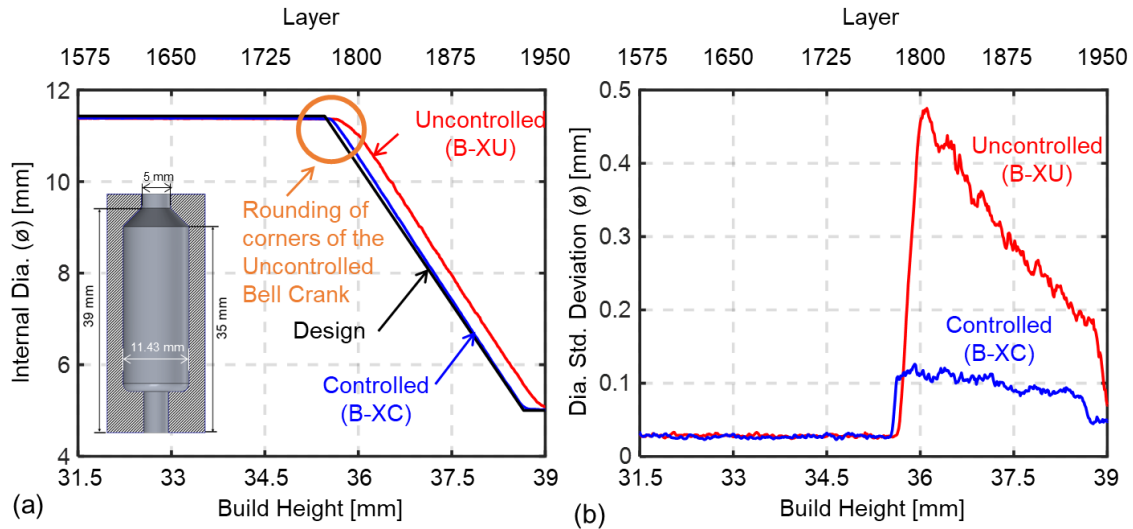 Layer
1575 1650 1725 1800 1875 1950
12
10
8
6
4
Internal Dia. (ø) [mm]
Uncontrolled
(B-XU)
5 mm
Rounding of
corners of the
Uncontrolled
Bell Crank
39 mm
35 mm
11.43 mm
Design
Controlled
(B-XC)
31.5 33 34.5 36 37.5 39
Build Height [mm]
(a)
Layer
1575 1650 1725 1800 1875 1950
0.5
0.4
0.3
0.2
0.1
0
Dia. Std. Deviation (ø) [mm]
Uncontrolled
(B-XU)
Controlled
(B-XC)
31.5 33 34.5 36 37.5 39
Build Height [mm]
(b)